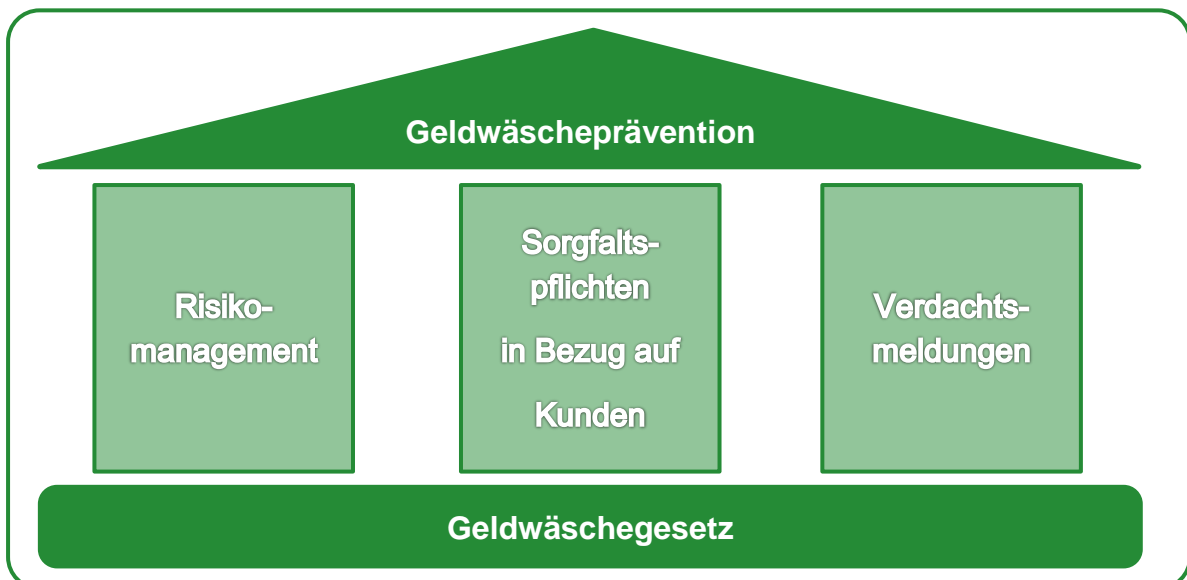 Geldwäscheprävention
Risiko-
management
Sorgfalts-
pflichten
in Bezug auf
Kunden
Verdachts-
meldungen
Geldwäschegesetz